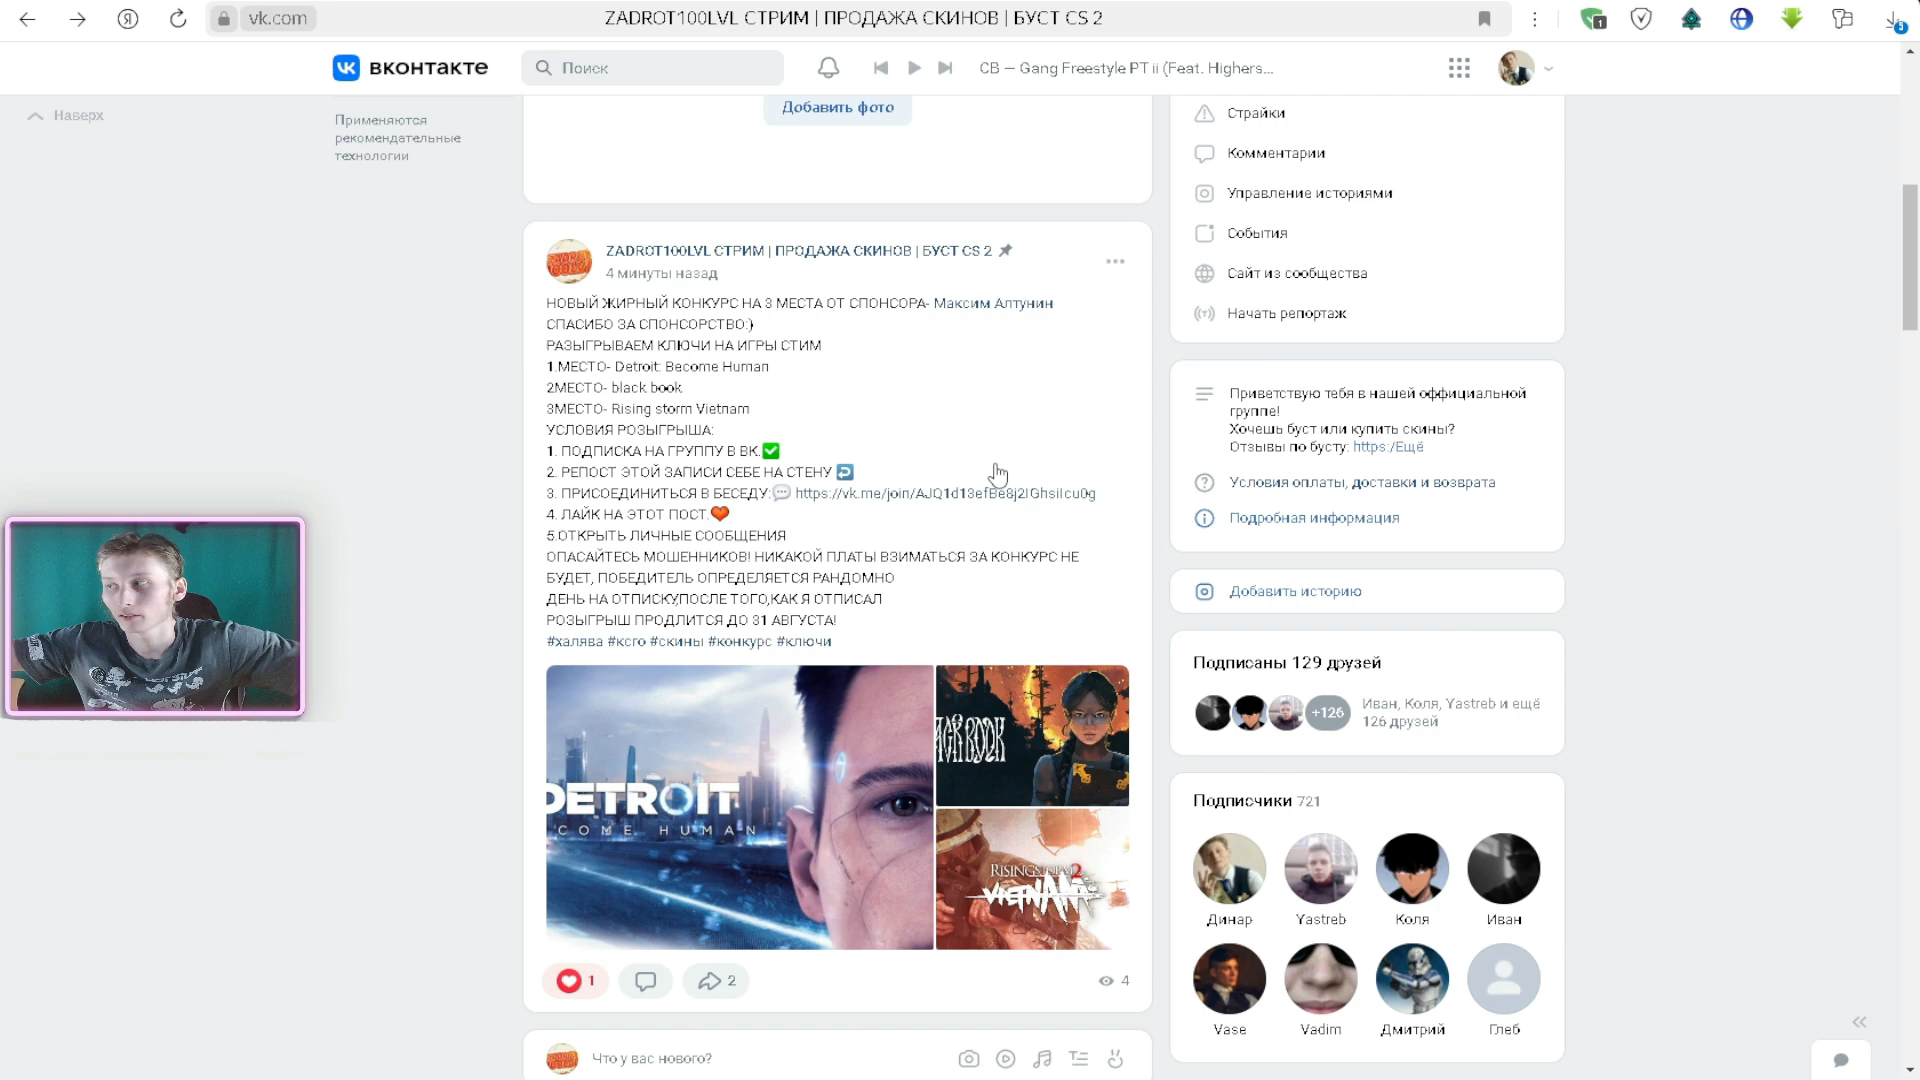 vk.com
ZADROT100LVL СТРИМ | ПРОДАЖА СКИНОВ | БУСТ CS 2
1
5
вконтакте
Поиск
CB – Gang Freestyle PT ii (Feat. Highers...
Наверх
Применяются
рекомендательные
технологии
Добавить фото
ZADROT100LVL СТРИМ | ПРОДАЖА СКИНОВ | БУСТ CS 2
4 минуты назад
НОВЫЙ ЖИРНЫЙ КОНКУРС НА 3 МЕСТА ОТ СПОНСОРА- Максим Алтунин
СПАСИБО ЗА СПОНСОРСТВО:)
РАЗЫГРЫВАЕМ КЛЮЧИ НА ИГРЫ СТИМ
1.МЕСТО- Detroit: Become Human
2МЕСТО- black book
3МЕСТО- Rising storm Vietnam
УСЛОВИЯ РОЗЫГРЫША:
1. ПОДПИСКА НА ГРУППУ В ВК.✅
2. РЕПОСТ ЭТОЙ ЗАПИСИ СЕБЕ НА СТЕНУ ↩️
3. ПРИСОЕДИНИТЬСЯ В БЕСЕДУ:💬 https://vk.me/join/AJQ1d13efBe8j2IGhsiIcu0g
4. ЛАЙК НА ЭТОТ ПОСТ.❤️
5.ОТКРЫТЬ ЛИЧНЫЕ СООБЩЕНИЯ
ОПАСАЙТЕСЬ МОШЕННИКОВ! НИКАКОЙ ПЛАТЫ ВЗИМАТЬСЯ ЗА КОНКУРС НЕ
БУДЕТ, ПОБЕДИТЕЛЬ ОПРЕДЕЛЯЕТСЯ РАНДОМНО
ДЕНЬ НА ОТПИСКУ,ПОСЛЕ ТОГО,КАК Я ОТПИСАЛ
РОЗЫГРЫШ ПРОДЛИТСЯ ДО 31 АВГУСТА!
#халява #ксго #скины #конкурс #ключи
DETROIT
COME HUMAN
BOOK
RISING STORM 2
VIETNAM
1
2
4
Что у вас нового?
Страйки
Комментарии
Управление историями
События
Сайт из сообщества
Начать репортаж
Приветствую тебя в нашей оффициальной
группе!
Хочешь буст или купить скины?
Отзывы по бусту: https:/Ещё
Условия оплаты, доставки и возврата
Подробная информация
Добавить историю
Подписаны 129 друзей
+126
Иван, Коля, Yastreb и ещё
126 друзей
Подписчики 721
Динар
Yastreb
Коля
Иван
Vase
Vadim
Дмитрий
Глеб